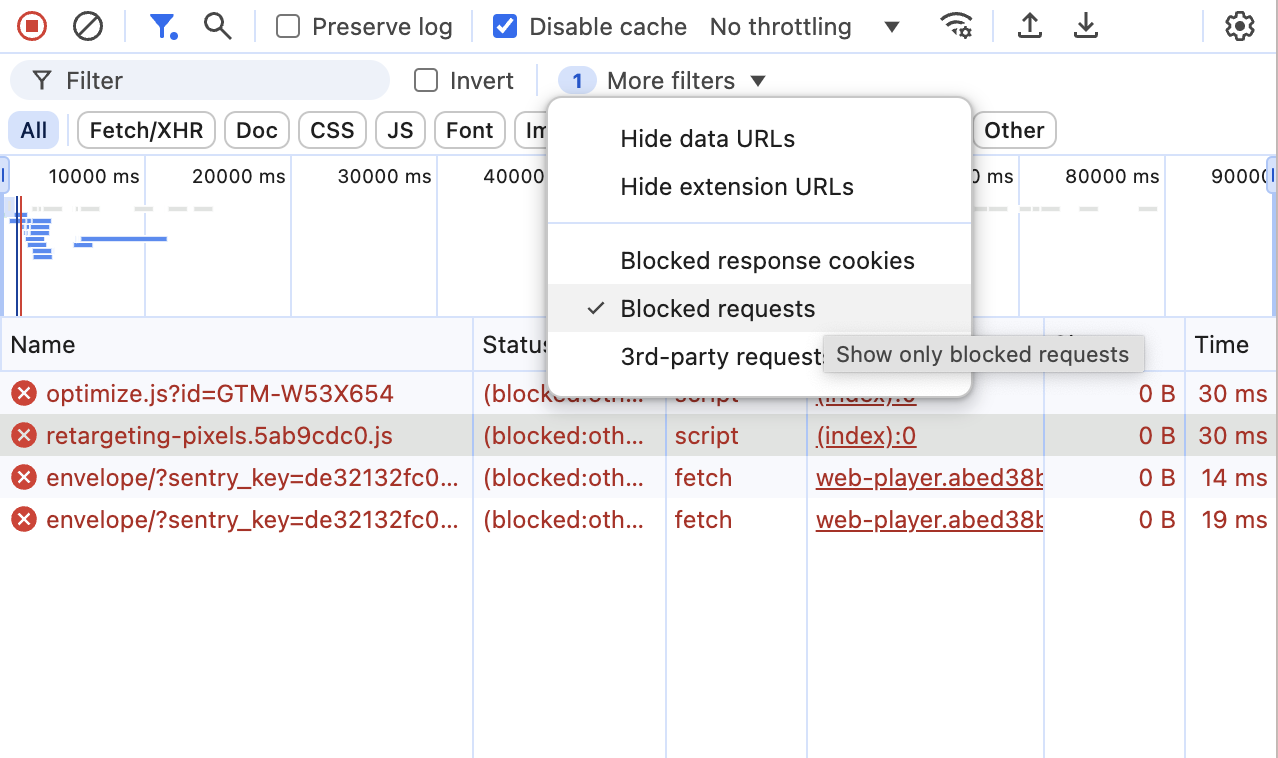 Preserve log Disable cache No throttling
Filter Invert 1 More filters
All Fetch/XHR Doc CSS JS Font Im Other
Hide data URLs
Hide extension URLs
Blocked response cookies
Blocked requests
3rd-party requests
Show only blocked requests
10000 ms 20000 ms 30000 ms 40000 ms 80000 ms 90000
Name Status Time
optimize.js?id=GTM-W53X654 (blocked:oth... script (index):0 0 B 30 ms
retargeting-pixels.5ab9cdc0.js (blocked:oth... script (index):0 0 B 30 ms
envelope/?sentry_key=de32132fc0... (blocked:oth... fetch web-player.abed38b 0 B 14 ms
envelope/?sentry_key=de32132fc0... (blocked:oth... fetch web-player.abed38b 0 B 19 ms